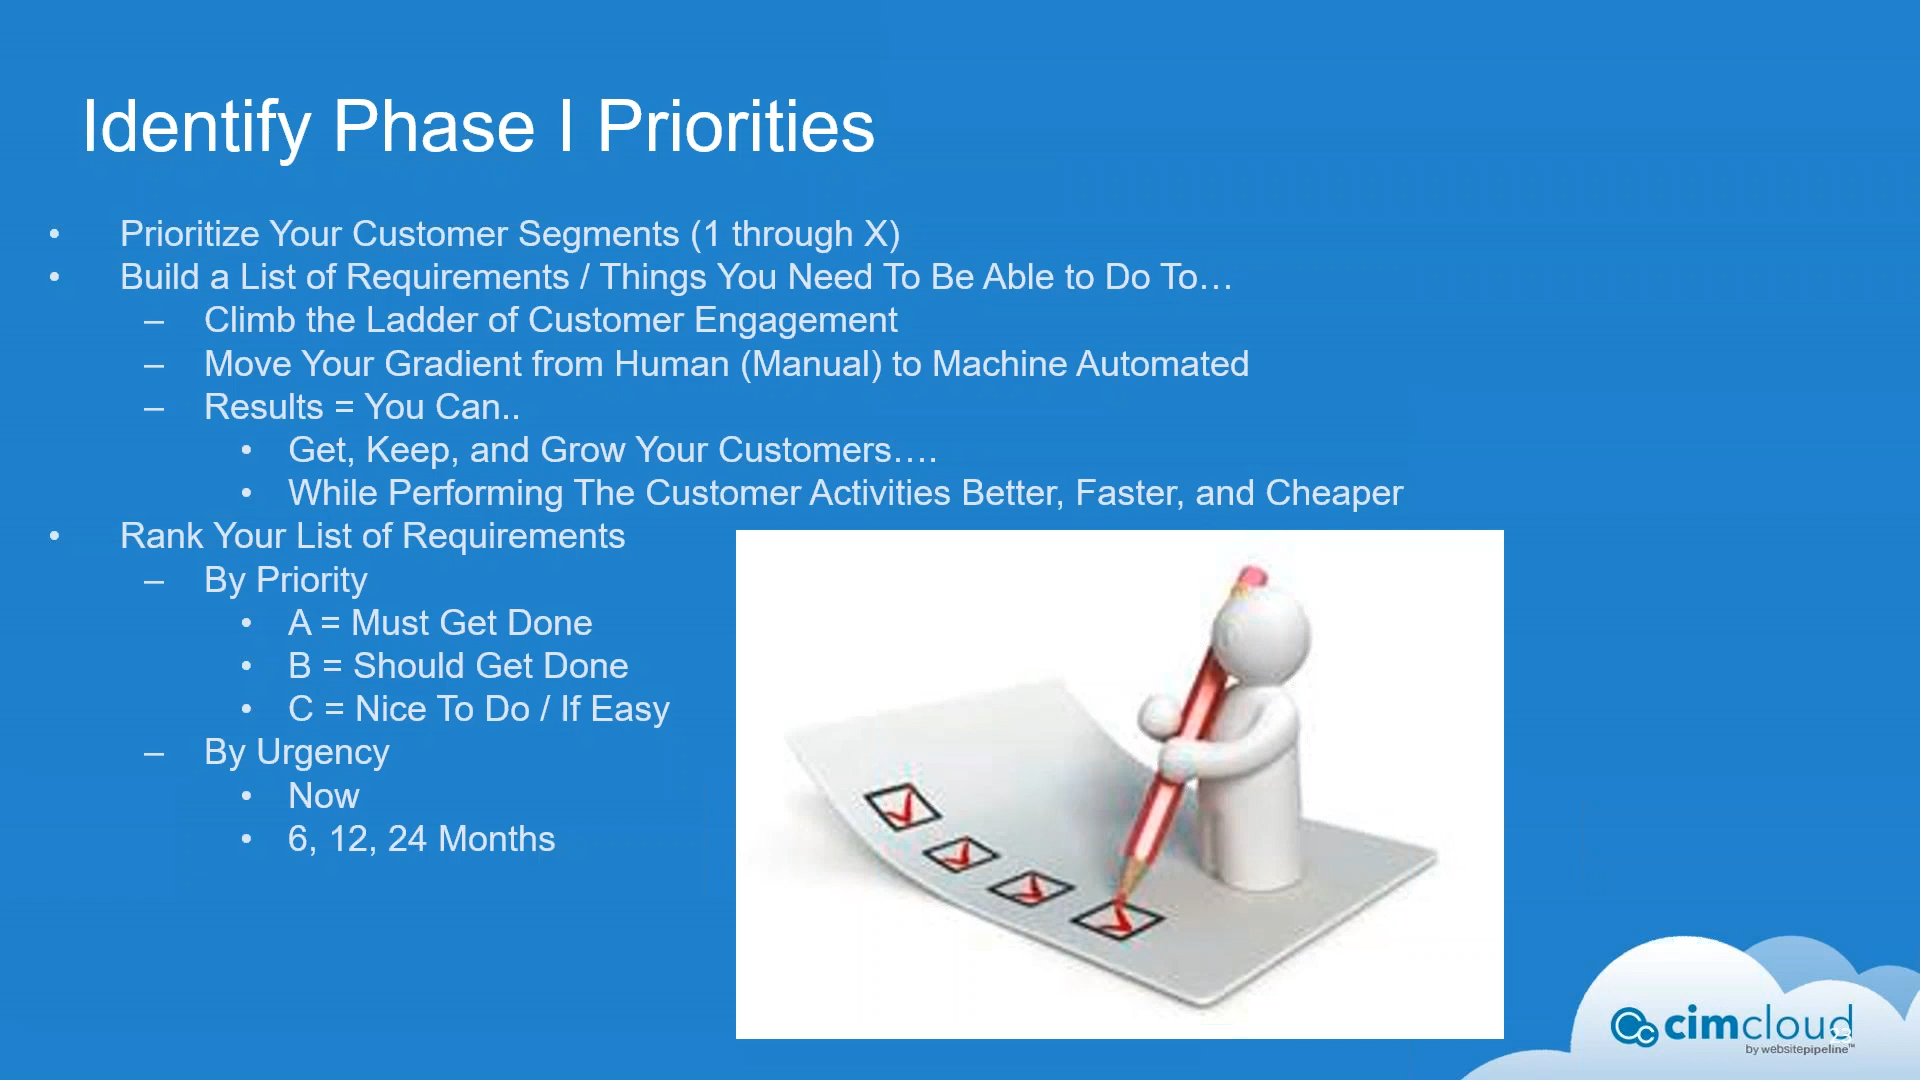 Identify Phase I Priorities
• Prioritize Your Customer Segments (1 through X)
• Build a List of Requirements / Things You Need To Be Able to Do To…
– Climb the Ladder of Customer Engagement
– Move Your Gradient from Human (Manual) to Machine Automated
– Results = You Can..
• Get, Keep, and Grow Your Customers….
• While Performing The Customer Activities Better, Faster, and Cheaper
• Rank Your List of Requirements
– By Priority
• A = Must Get Done
• B = Should Get Done
• C = Nice To Do / If Easy
– By Urgency
• Now
• 6, 12, 24 Months
cimcloud
by websitepipeline™
23